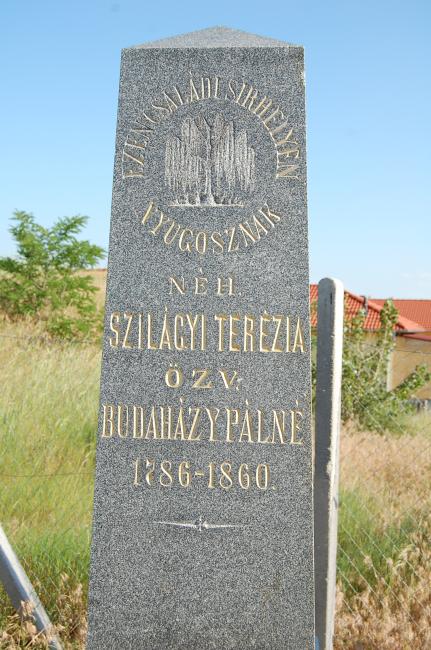 EZEN CSALÁDI SIRHELYEN
NYUGOSZNAK
NÉH.
SZILÁGYI TERÉZIA
ÖZV.
BUDAHÁZY PÁLNÉ
1786-1860.